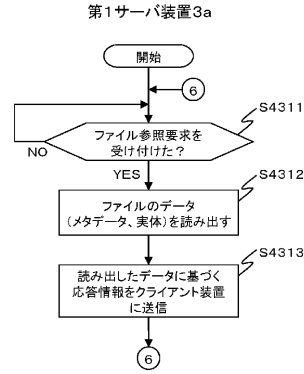 第1サーバ装置3a
開始
6
S4311
ファイル参照要求を
受け付けた?
NO
YES
S4312
ファイルのデータ
(メタデータ、実体)を読み出す
S4313
読み出したデータに基づく
応答情報をクライアント装置
に送信
6